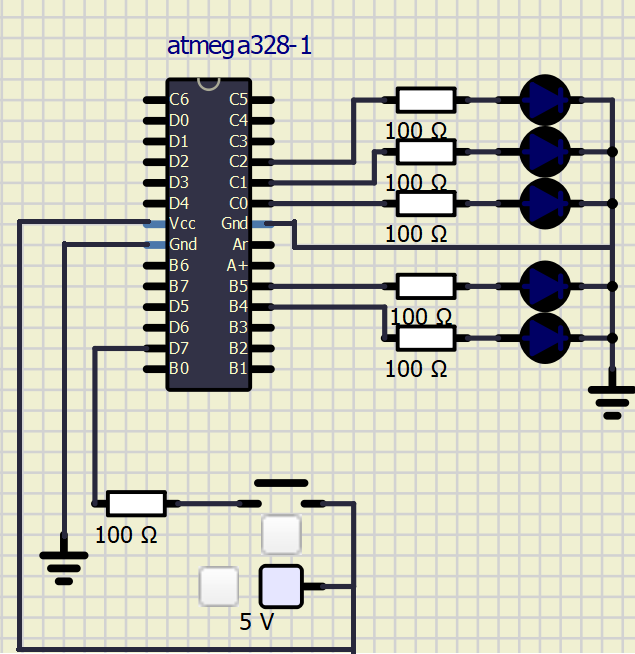 atmega328-1
C6 C5
D0 C4
D1 C3
D2 C2
D3 C1
D4 C0
Vcc Gnd
Gnd Ar
B6 A+
B7 B5
D5 B4
D6 B3
D7 B2
B0 B1
100 Ω
100 Ω
100 Ω
100 Ω
100 Ω
100 Ω
5 V